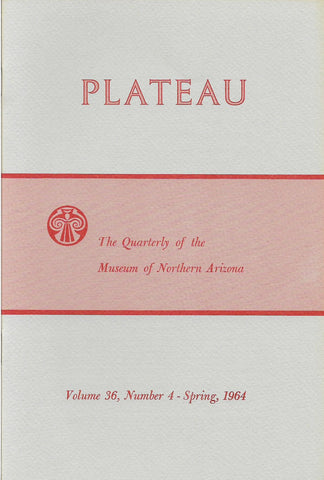 PLATEAU
The Quarterly of the
Museum of Northern Arizona
Volume 36, Number 4 - Spring, 1964